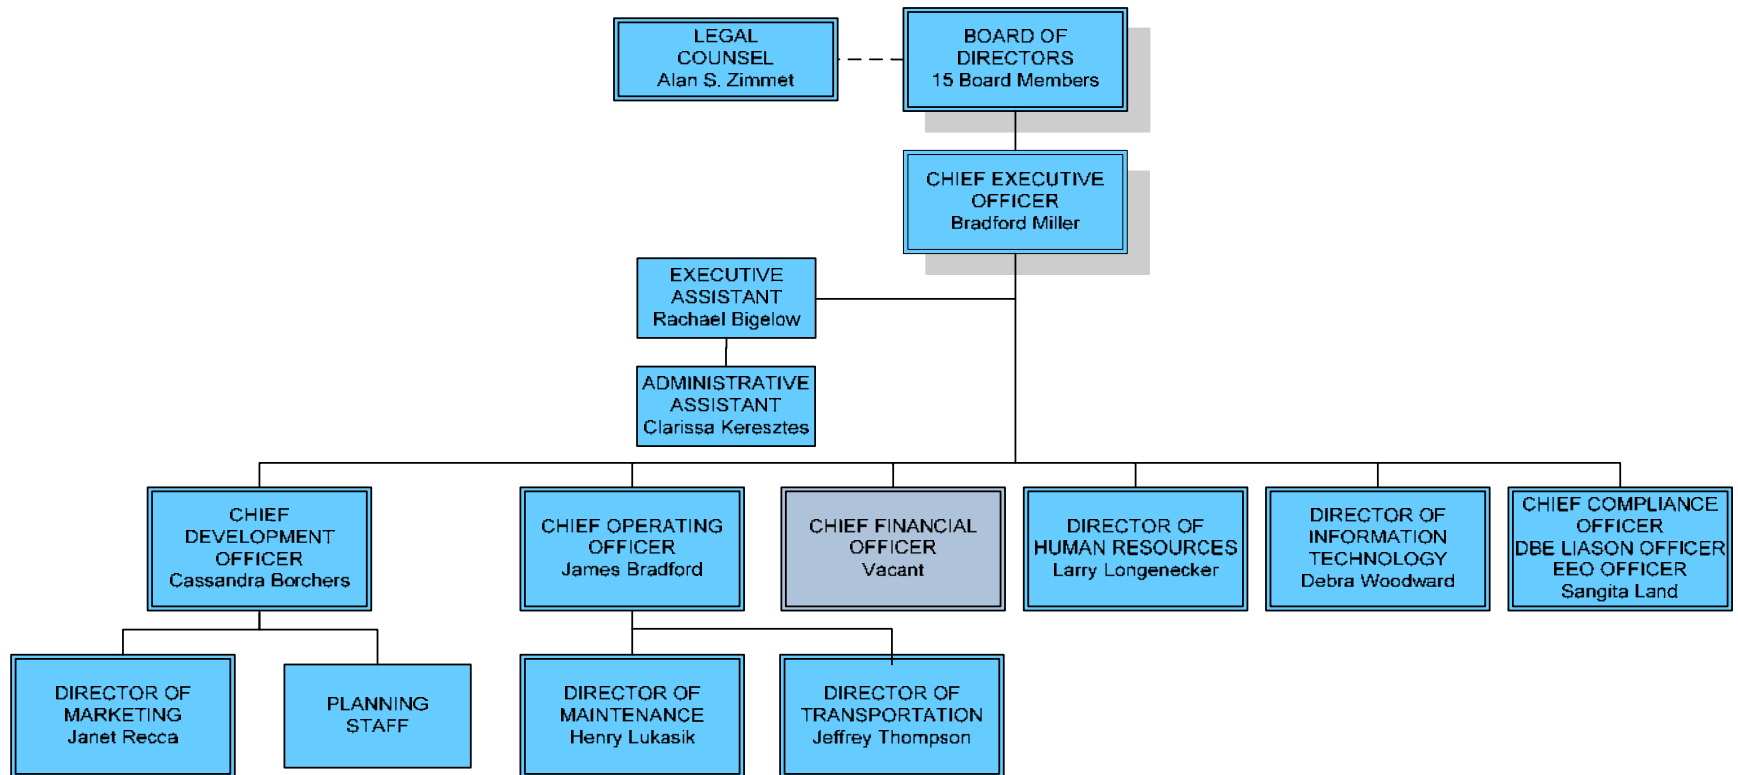 LEGAL
COUNSEL
Alan S. Zimmet
BOARD OF
DIRECTORS
15 Board Members
CHIEF EXECUTIVE
OFFICER
Bradford Miller
EXECUTIVE
ASSISTANT
Rachael Bigelow
ADMINISTRATIVE
ASSISTANT
Clarissa Keresztes
CHIEF
DEVELOPMENT
OFFICER
Cassandra Borchers
CHIEF OPERATING
OFFICER
James Bradford
CHIEF FINANCIAL
OFFICER
Vacant
DIRECTOR OF
HUMAN RESOURCES
Larry Longenecker
DIRECTOR OF
INFORMATION
TECHNOLOGY
Debra Woodward
CHIEF COMPLIANCE
OFFICER
DBE LIASON OFFICER
EEO OFFICER
Sangita Land
DIRECTOR OF
MARKETING
Janet Recca
PLANNING
STAFF
DIRECTOR OF
MAINTENANCE
Henry Lukasik
DIRECTOR OF
TRANSPORTATION
Jeffrey Thompson